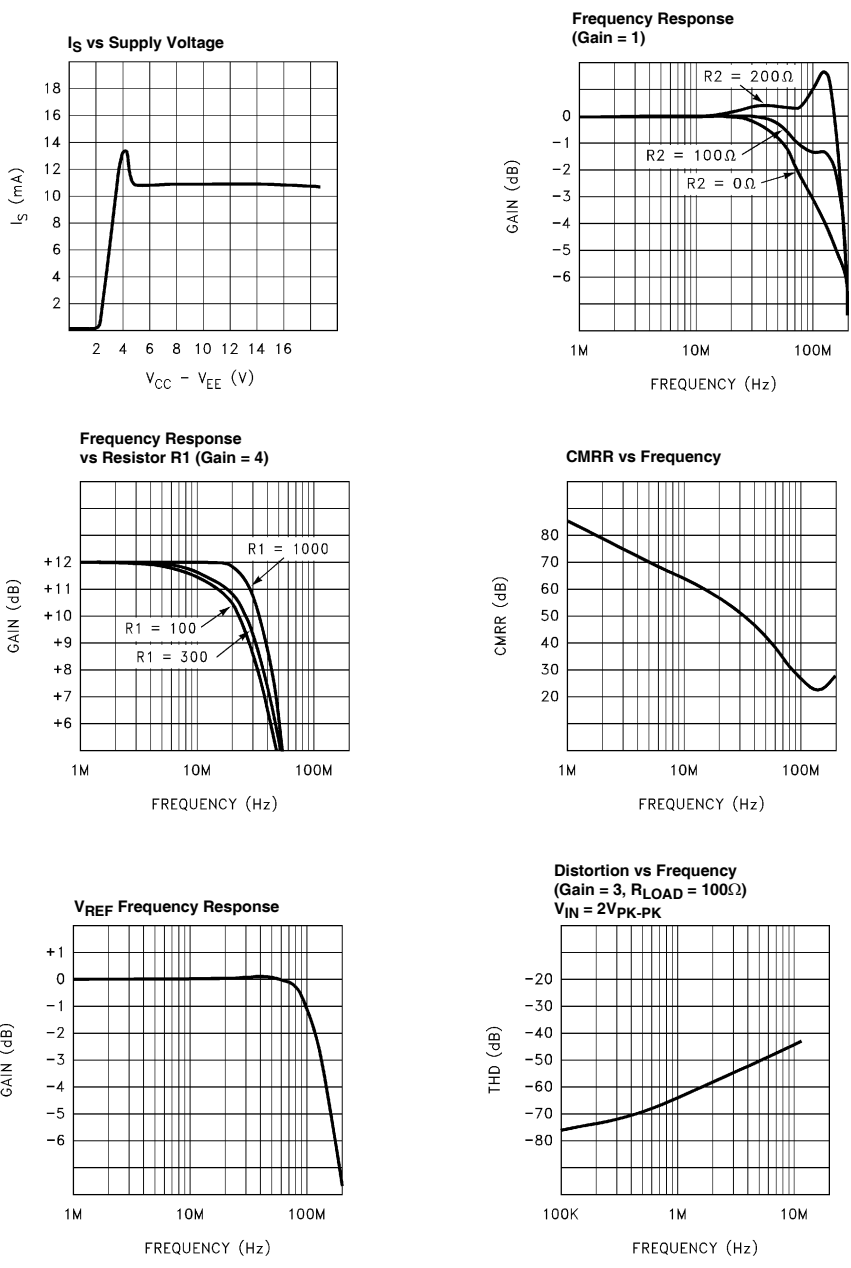 I_S vs Supply Voltage
18
16
14
12
10
8
6
4
2
I_S (mA)
2 4 6 8 10 12 14 16
V_CC – V_EE (V)
Frequency Response
(Gain = 1)
R2 = 200Ω
R2 = 100Ω
R2 = 0Ω
0
−1
−2
−3
−4
−5
−6
GAIN (dB)
1M 10M 100M
FREQUENCY (Hz)
Frequency Response
vs Resistor R1 (Gain = 4)
R1 = 1000
R1 = 100
R1 = 300
+12
+11
+10
+9
+8
+7
+6
GAIN (dB)
1M 10M 100M
FREQUENCY (Hz)
CMRR vs Frequency
80
70
60
50
40
30
20
CMRR (dB)
1M 10M 100M
FREQUENCY (Hz)
V_REF Frequency Response
+1
0
−1
−2
−3
−4
−5
−6
GAIN (dB)
1M 10M 100M
FREQUENCY (Hz)
Distortion vs Frequency
(Gain = 3, R_LOAD = 100Ω)
V_IN = 2V_PK-PK
−20
−30
−40
−50
−60
−70
−80
THD (dB)
100K 1M 10M
FREQUENCY (Hz)